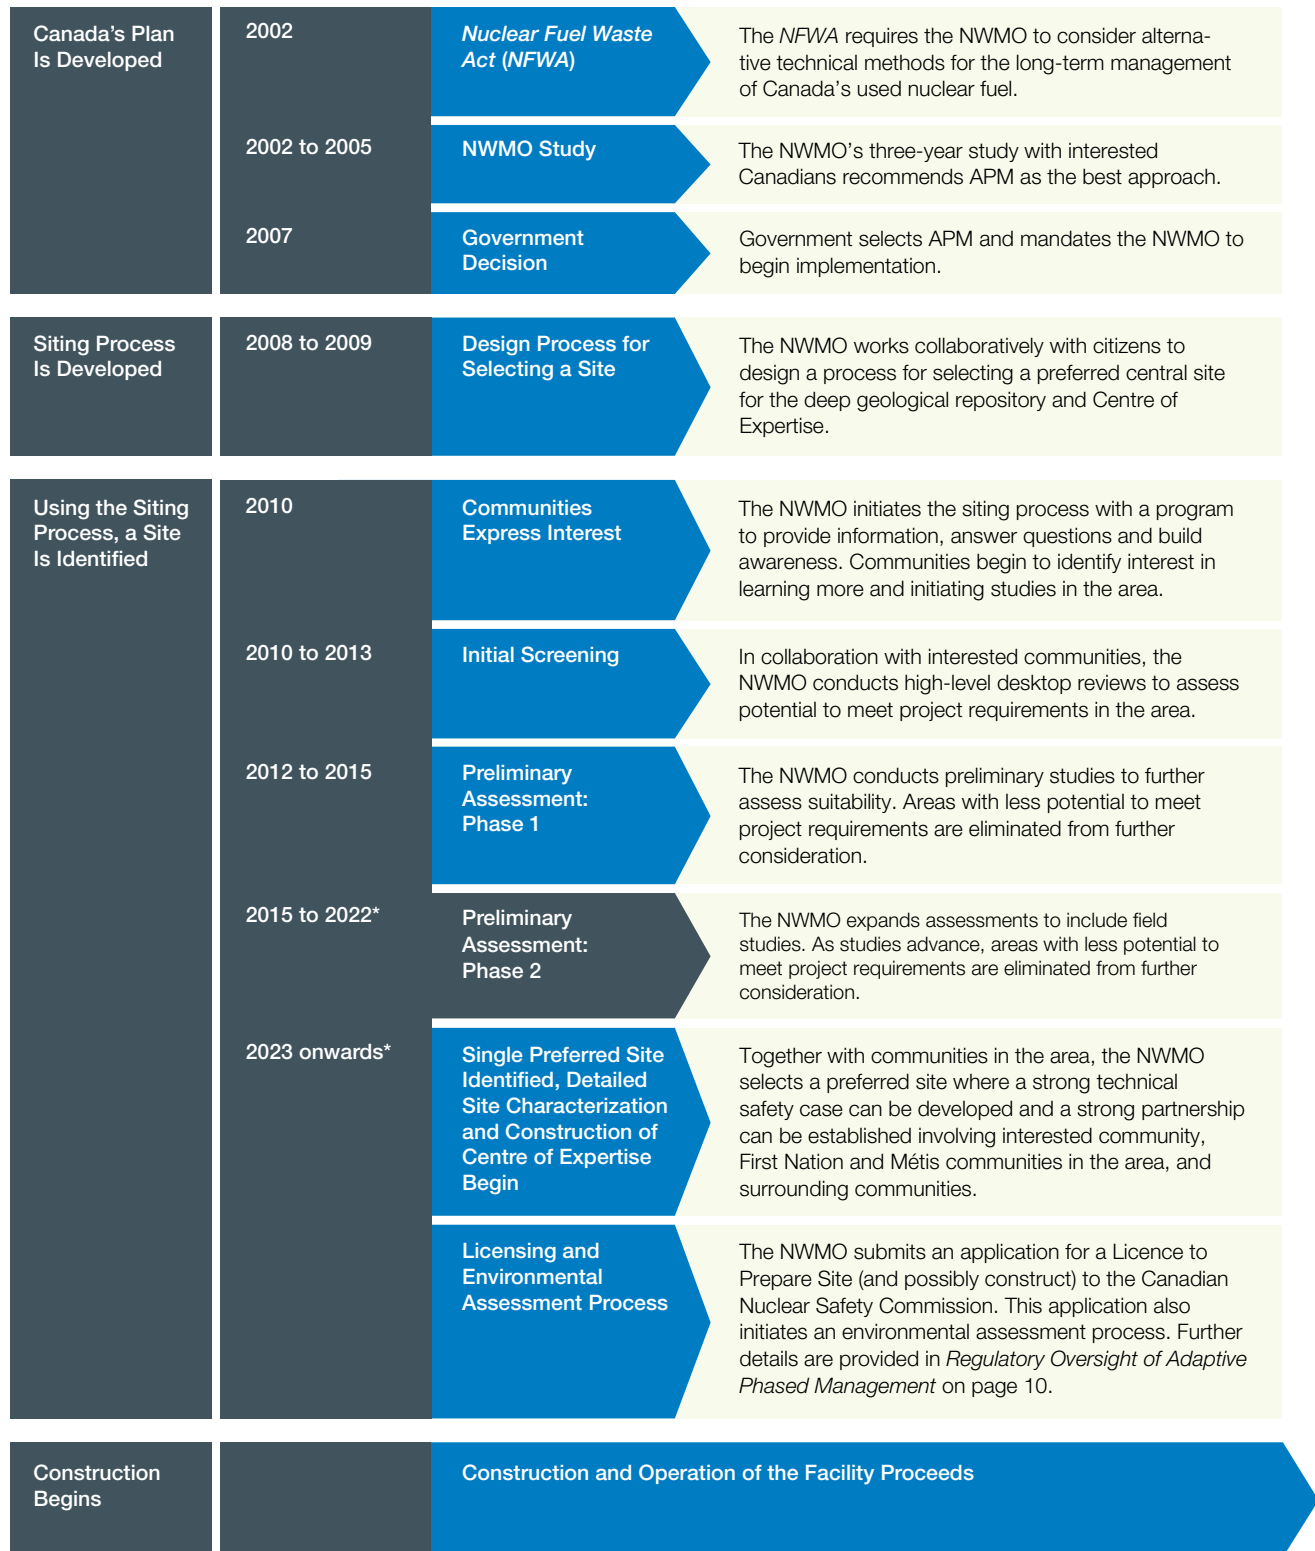 Canada's Plan
Is Developed
2002
Nuclear Fuel Waste
Act (NFWA)
The NFWA requires the NWMO to consider alterna-
tive technical methods for the long-term management
of Canada's used nuclear fuel.
2002 to 2005
NWMO Study
The NWMO's three-year study with interested
Canadians recommends APM as the best approach.
2007
Government
Decision
Government selects APM and mandates the NWMO to
begin implementation.
Siting Process
Is Developed
2008 to 2009
Design Process for
Selecting a Site
The NWMO works collaboratively with citizens to
design a process for selecting a preferred central site
for the deep geological repository and Centre of
Expertise.
Using the Siting
Process, a Site
Is Identified
2010
Communities
Express Interest
The NWMO initiates the siting process with a program
to provide information, answer questions and build
awareness. Communities begin to identify interest in
learning more and initiating studies in the area.
2010 to 2013
Initial Screening
In collaboration with interested communities, the
NWMO conducts high-level desktop reviews to assess
potential to meet project requirements in the area.
2012 to 2015
Preliminary
Assessment:
Phase 1
The NWMO conducts preliminary studies to further
assess suitability. Areas with less potential to meet
project requirements are eliminated from further
consideration.
2015 to 2022*
Preliminary
Assessment:
Phase 2
The NWMO expands assessments to include field
studies. As studies advance, areas with less potential to
meet project requirements are eliminated from further
consideration.
2023 onwards*
Single Preferred Site
Identified, Detailed
Site Characterization
and Construction of
Centre of Expertise
Begin
Together with communities in the area, the NWMO
selects a preferred site where a strong technical
safety case can be developed and a strong partnership
can be established involving interested community,
First Nation and Métis communities in the area, and
surrounding communities.
Licensing and
Environmental
Assessment Process
The NWMO submits an application for a Licence to
Prepare Site (and possibly construct) to the Canadian
Nuclear Safety Commission. This application also
initiates an environmental assessment process. Further
details are provided in Regulatory Oversight of Adaptive
Phased Management on page 10.
Construction
Begins
Construction and Operation of the Facility Proceeds